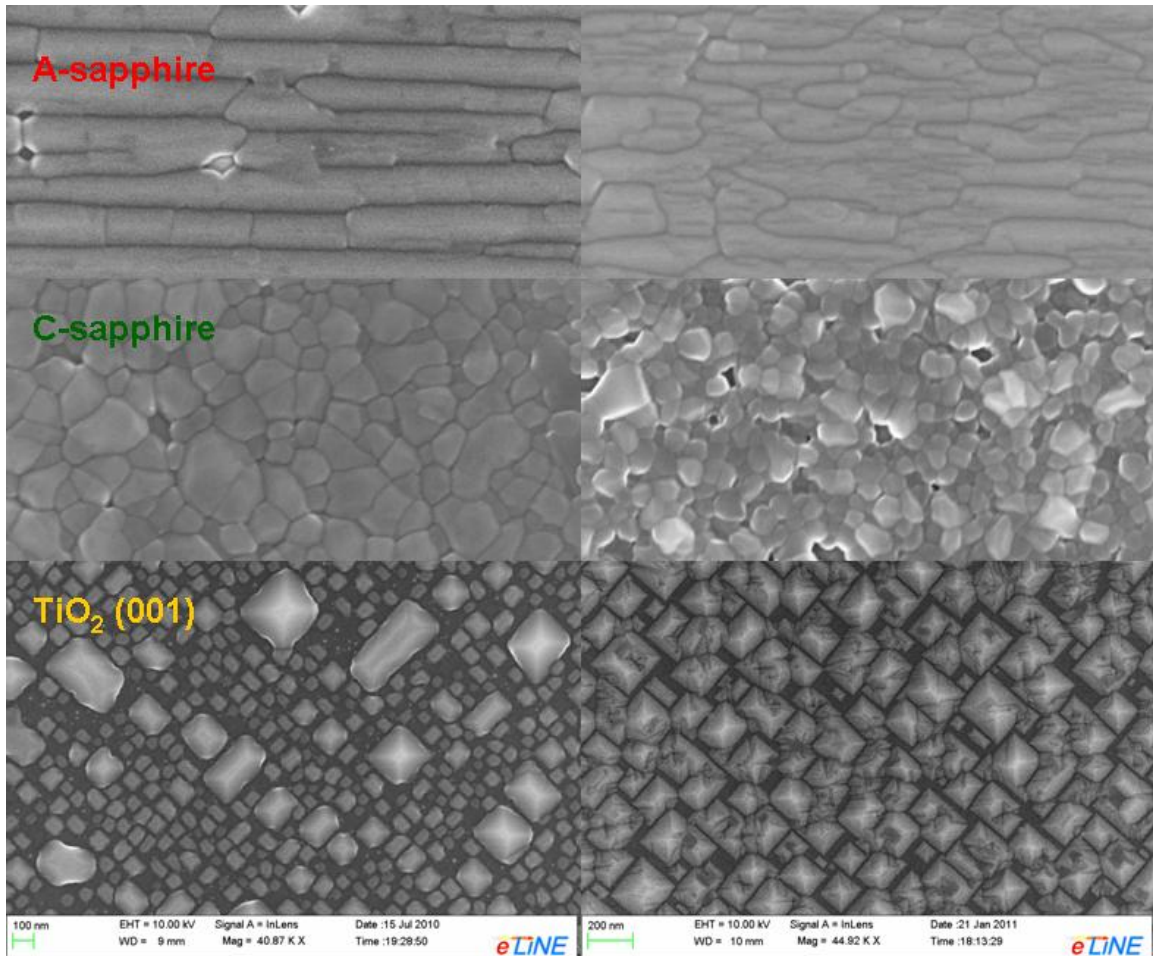 A-sapphire
C-sapphire
TiO₂ (001)
100 nm
EHT = 10.00 kV Signal A = InLens Date :15 Jul 2010
WD = 9 mm Mag = 40.87 K X Time :19:28:50
eLiNE
200 nm
EHT = 10.00 kV Signal A = InLens Date :21 Jan 2011
WD = 10 mm Mag = 44.92 K X Time :18:13:29
eLiNE